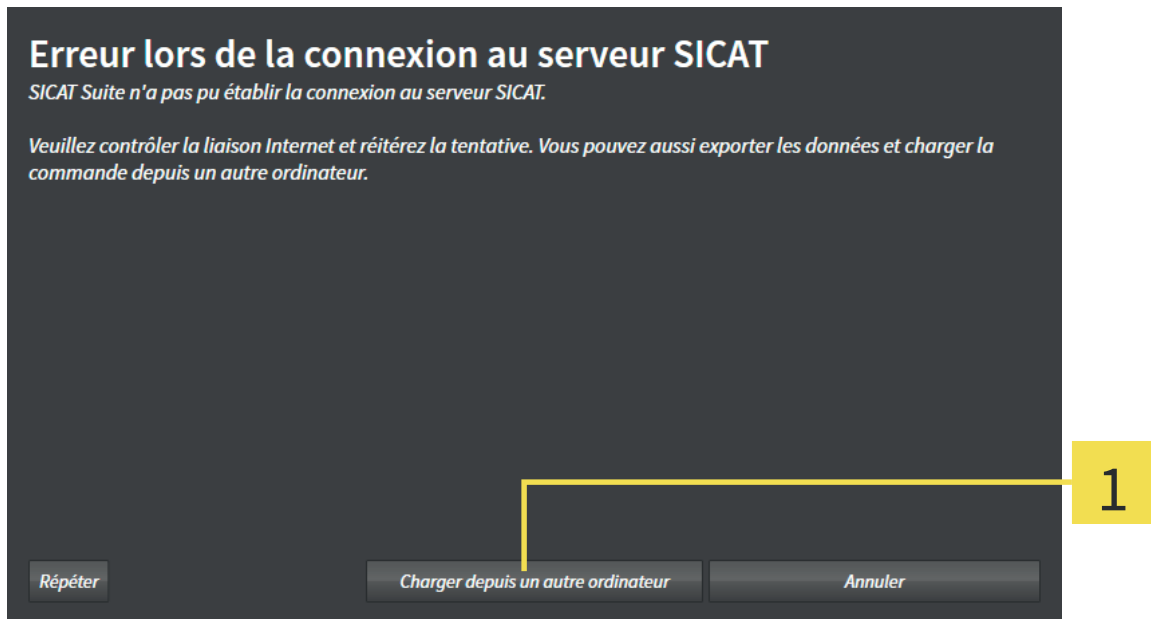 Erreur lors de la connexion au serveur SICAT
SICAT Suite n'a pas pu établir la connexion au serveur SICAT.
Veuillez contrôler la liaison Internet et réitérez la tentative. Vous pouvez aussi exporter les données et charger la
commande depuis un autre ordinateur.
1
Répéter
Charger depuis un autre ordinateur
Annuler